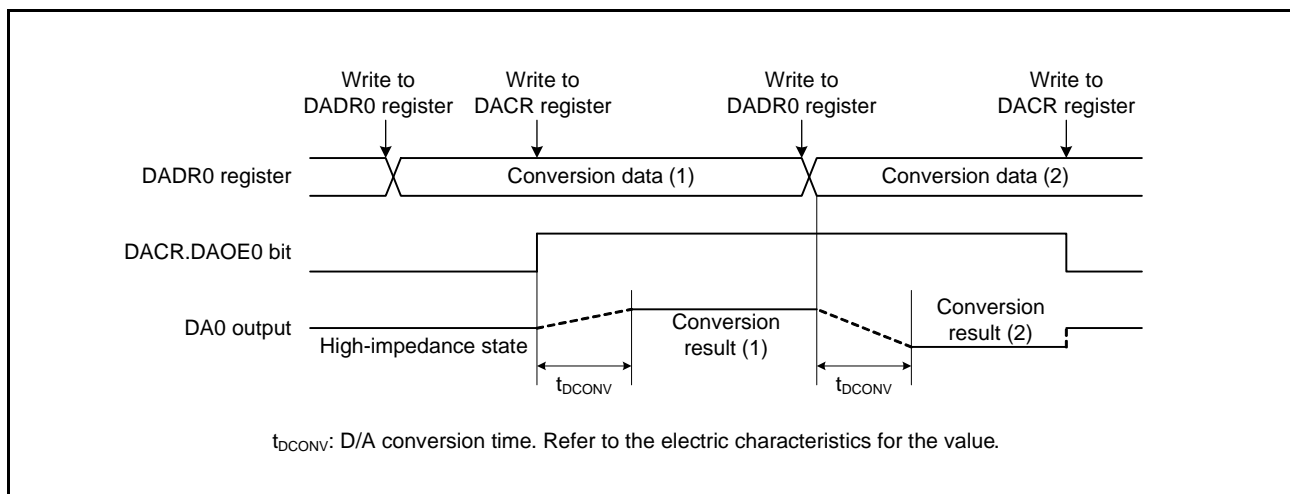 Write to
DADR0 register
Write to
DACR register
Write to
DADR0 register
Write to
DACR register
DADR0 register
Conversion data (1)
Conversion data (2)
DACR.DAOE0 bit
DA0 output
High-impedance state
Conversion
result (1)
Conversion
result (2)
tDCONV
tDCONV
tDCONV: D/A conversion time. Refer to the electric characteristics for the value.